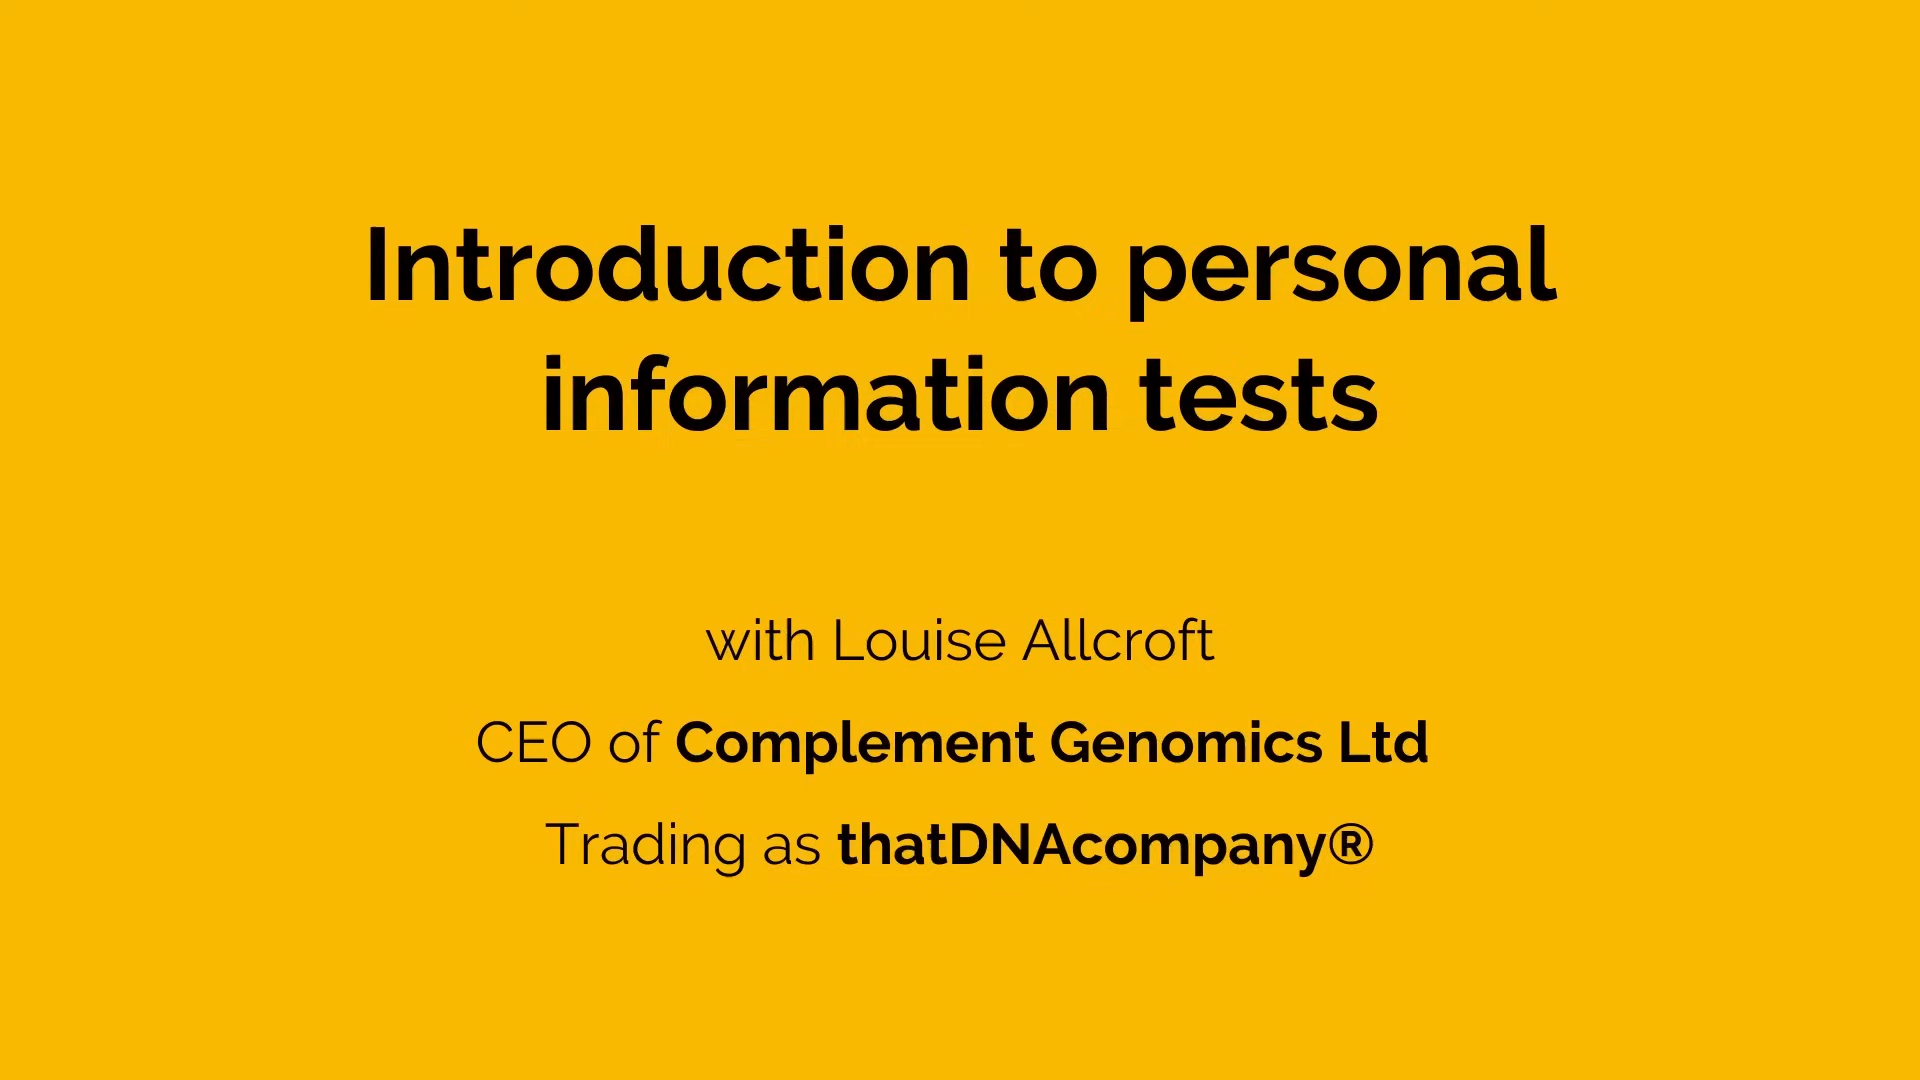 Introduction to personal
information tests
with Louise Allcroft
CEO of Complement Genomics Ltd
Trading as thatDNAcompany®